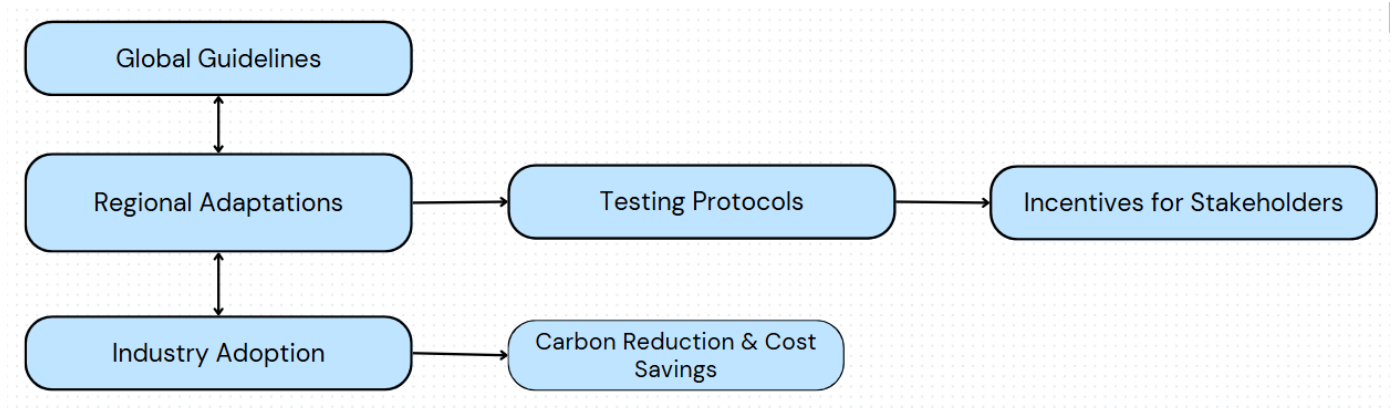 Global Guidelines
Regional Adaptations
Testing Protocols
Incentives for Stakeholders
Industry Adoption
Carbon Reduction & Cost
Savings